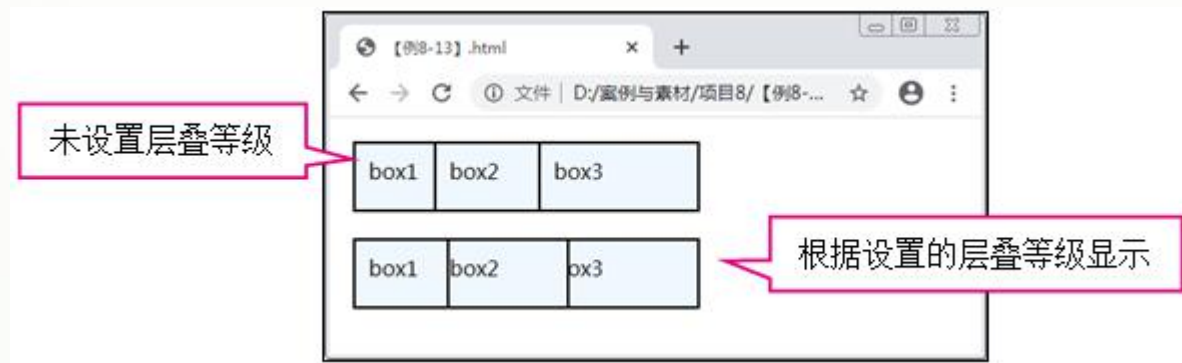 【例8-13】.html
文件 | D:/案例与素材/项目8/【例8-...
未设置层叠等级
box1 box2 box3
根据设置的层叠等级显示
box1 box2 ox3